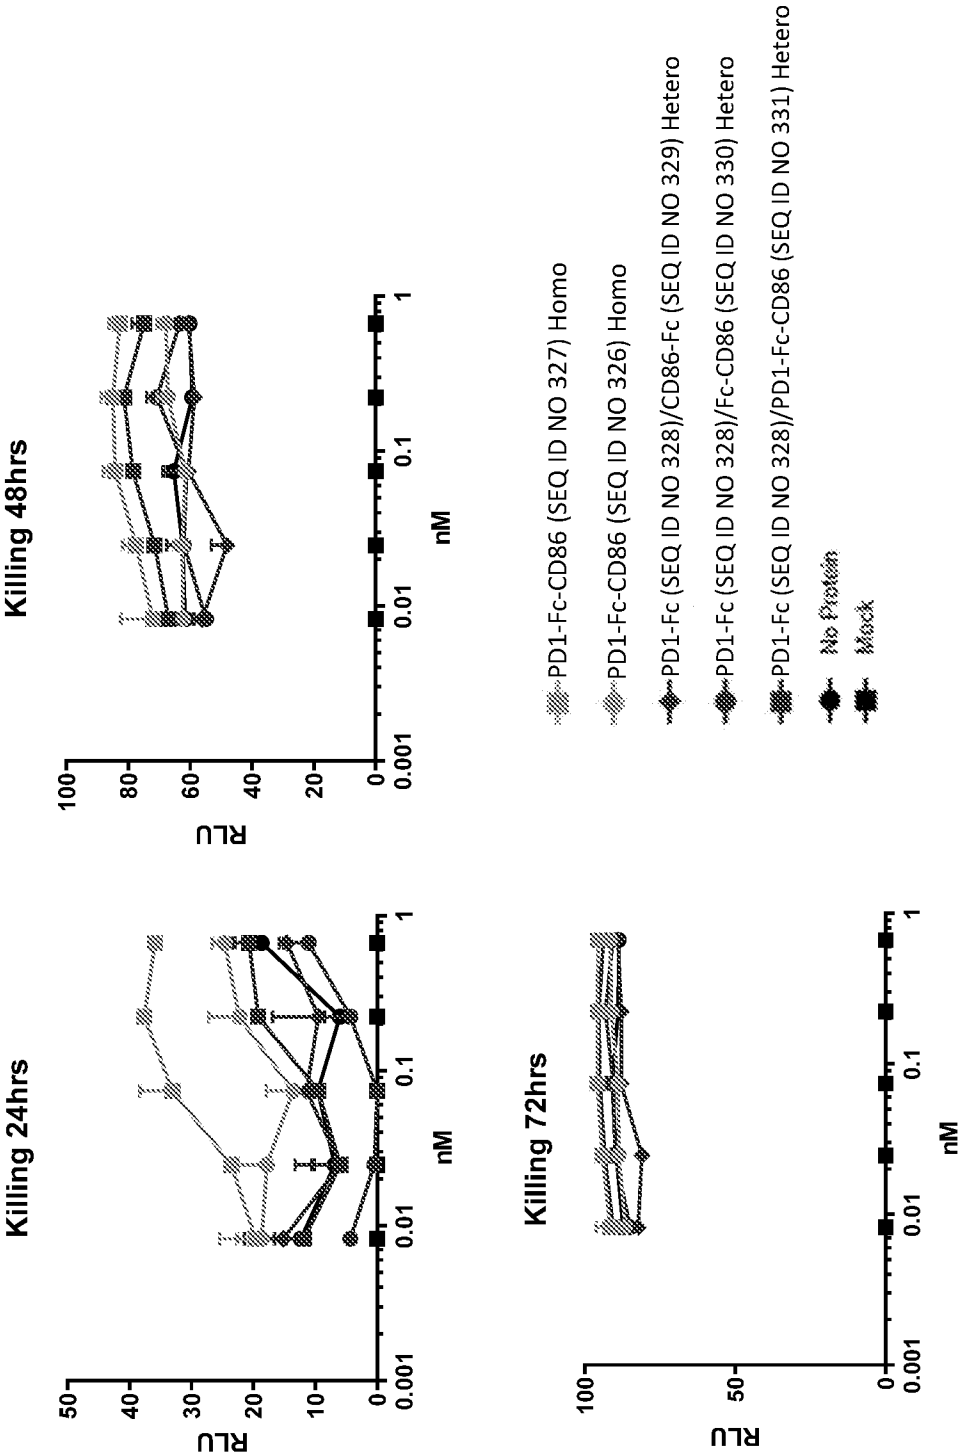 Killing 24hrs
RLU
50
40
30
20
10
0
0.001
0.01
0.1
1
nM
Killing 48hrs
RLU
100
80
60
40
20
0
0.001
0.01
0.1
1
nM
Killing 72hrs
RLU
100
50
0
0.001
0.01
0.1
1
nM
PD1-Fc-CD86 (SEQ ID NO 327) Homo
PD1-Fc-CD86 (SEQ ID NO 326) Homo
PD1-Fc (SEQ ID NO 328)/CD86-Fc (SEQ ID NO 329) Hetero
PD1-Fc (SEQ ID NO 328)/Fc-CD86 (SEQ ID NO 330) Hetero
PD1-Fc (SEQ ID NO 328)/PD1-Fc-CD86 (SEQ ID NO 331) Hetero
No Protein
Mock